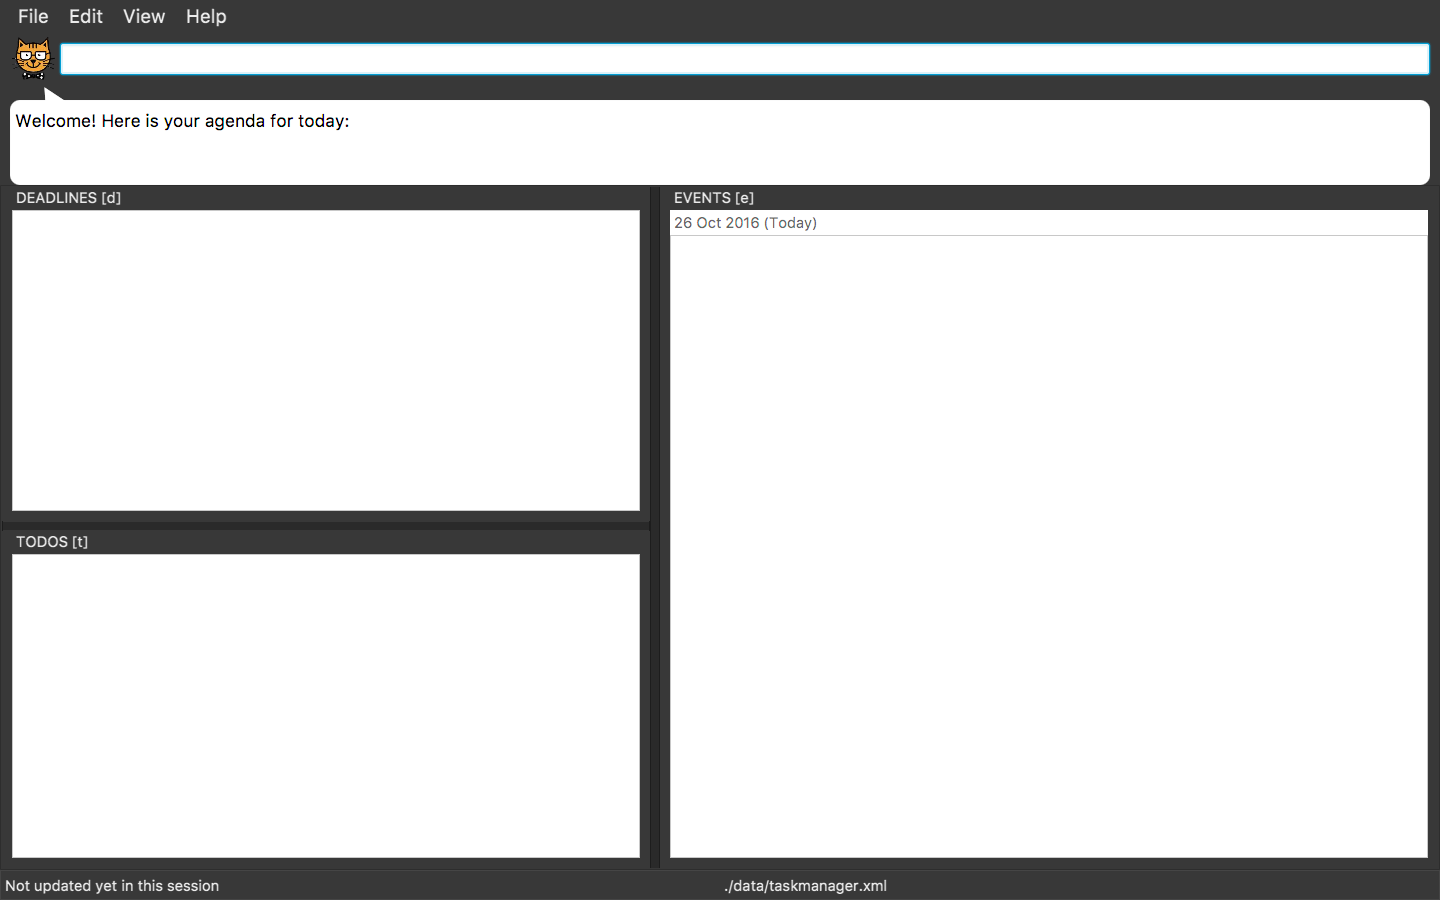 File Edit View Help
Welcome! Here is your agenda for today:
DEADLINES [d]
TODOS [t]
EVENTS [e]
26 Oct 2016 (Today)
Not updated yet in this session
./data/taskmanager.xml